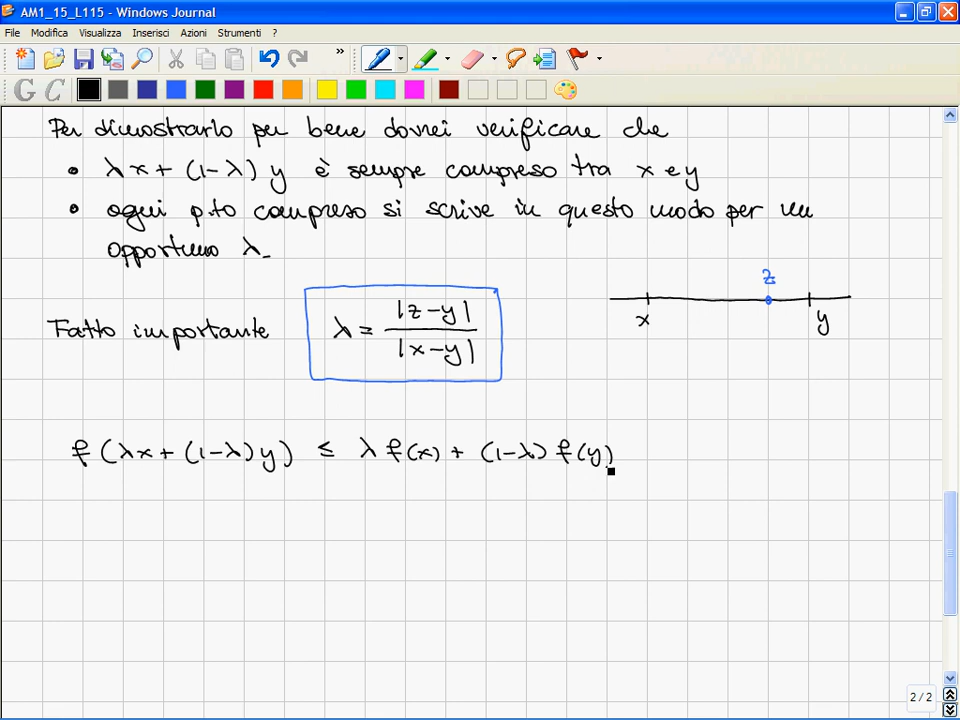 AM1_15_L115 - Windows Journal
File Modifica Visualizza Inserisci Azioni Strumenti ?
»
G C
Per dimostrarlo per bene dovrei verificare che
• λx + (1-λ) y è sempre compreso tra x e y
• ogni p.to compreso si scrive in questo modo per un
opportuno λ.
z
x y
Fatto importante λ = |z-y| / |x-y|
f (λx + (1-λ) y) ≤ λ f(x) + (1-λ) f(y)
2 / 2